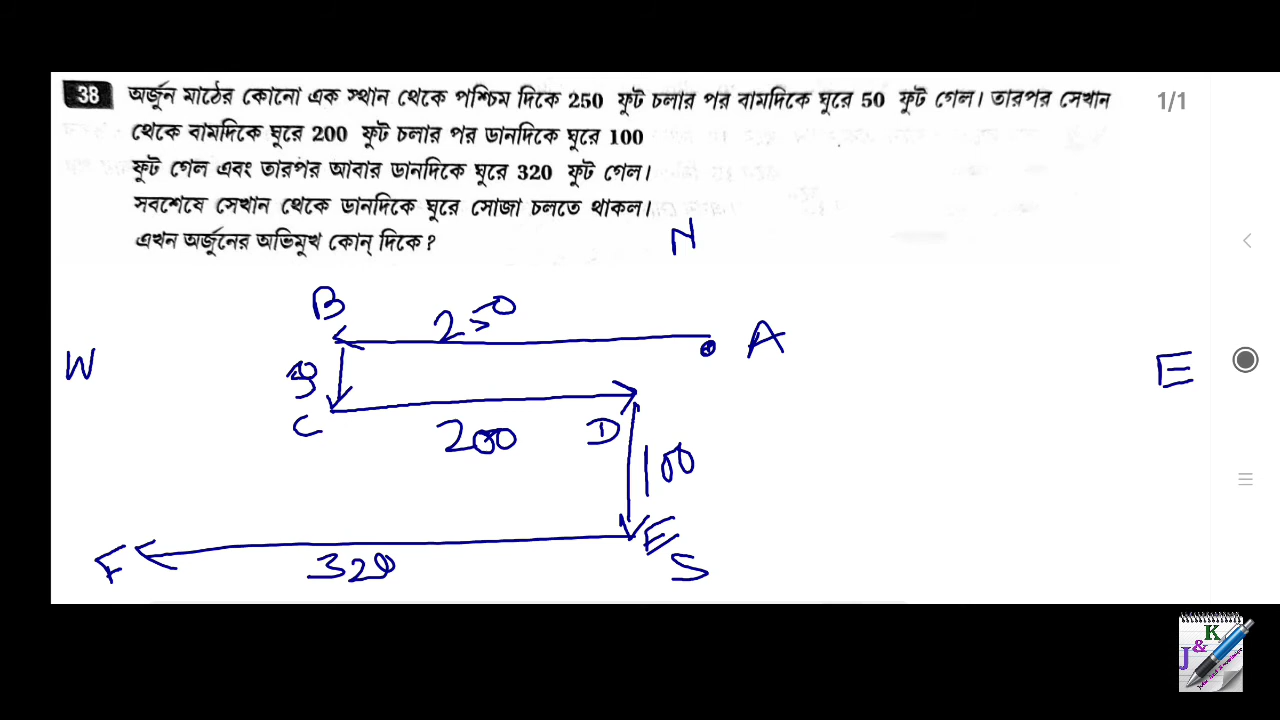 38 অর্জুন মাঠের কোনো এক স্থান থেকে পশ্চিম দিকে 250 ফুট চলার পর বামদিকে ঘুরে 50 ফুট গেল। তারপর সেখান
1/1
থেকে বামদিকে ঘুরে 200 ফুট চলার পর ডানদিকে ঘুরে 100
ফুট গেল এবং তারপর আবার ডানদিকে ঘুরে 320 ফুট গেল।
সবশেষে সেখান থেকে ডানদিকে ঘুরে সোজা চলতে থাকল।
এখন অর্জুনের অভিমুখ কোন্ দিকে?
N
B 250 A
W E
50
C 200 D
100
F 320 E
S
J & K